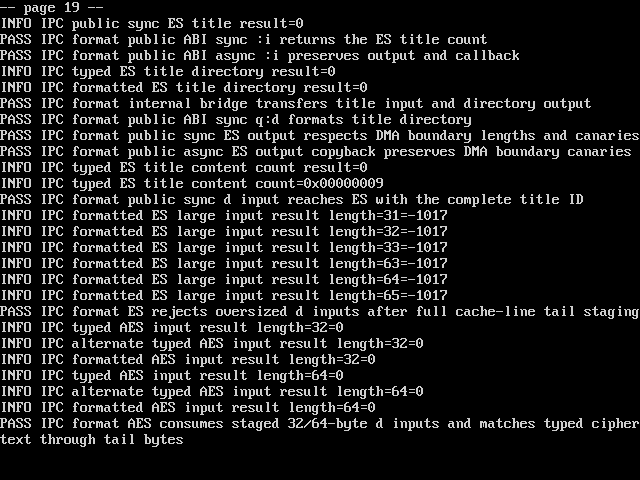 -- page 19 --
INFO IPC public sync ES title result=0
PASS IPC format public ABI sync :i returns the ES title count
PASS IPC format public ABI async :i preserves output and callback
INFO IPC typed ES title directory result=0
INFO IPC formatted ES title directory result=0
PASS IPC format internal bridge transfers title input and directory output
PASS IPC format public ABI sync q:d formats title directory
PASS IPC format public sync ES output respects DMA boundary lengths and canaries
PASS IPC format public async ES output copyback preserves DMA boundary canaries
INFO IPC typed ES title content count result=0
INFO IPC typed ES title content count=0x00000009
PASS IPC format public sync d input reaches ES with the complete title ID
INFO IPC formatted ES large input result length=31=-1017
INFO IPC formatted ES large input result length=32=-1017
INFO IPC formatted ES large input result length=33=-1017
INFO IPC formatted ES large input result length=63=-1017
INFO IPC formatted ES large input result length=64=-1017
INFO IPC formatted ES large input result length=65=-1017
PASS IPC format ES rejects oversized d inputs after full cache-line tail staging
INFO IPC typed AES input result length=32=0
INFO IPC alternate typed AES input result length=32=0
INFO IPC formatted AES input result length=32=0
INFO IPC typed AES input result length=64=0
INFO IPC alternate typed AES input result length=64=0
INFO IPC formatted AES input result length=64=0
PASS IPC format AES consumes staged 32/64-byte d inputs and matches typed cipher
text through tail bytes